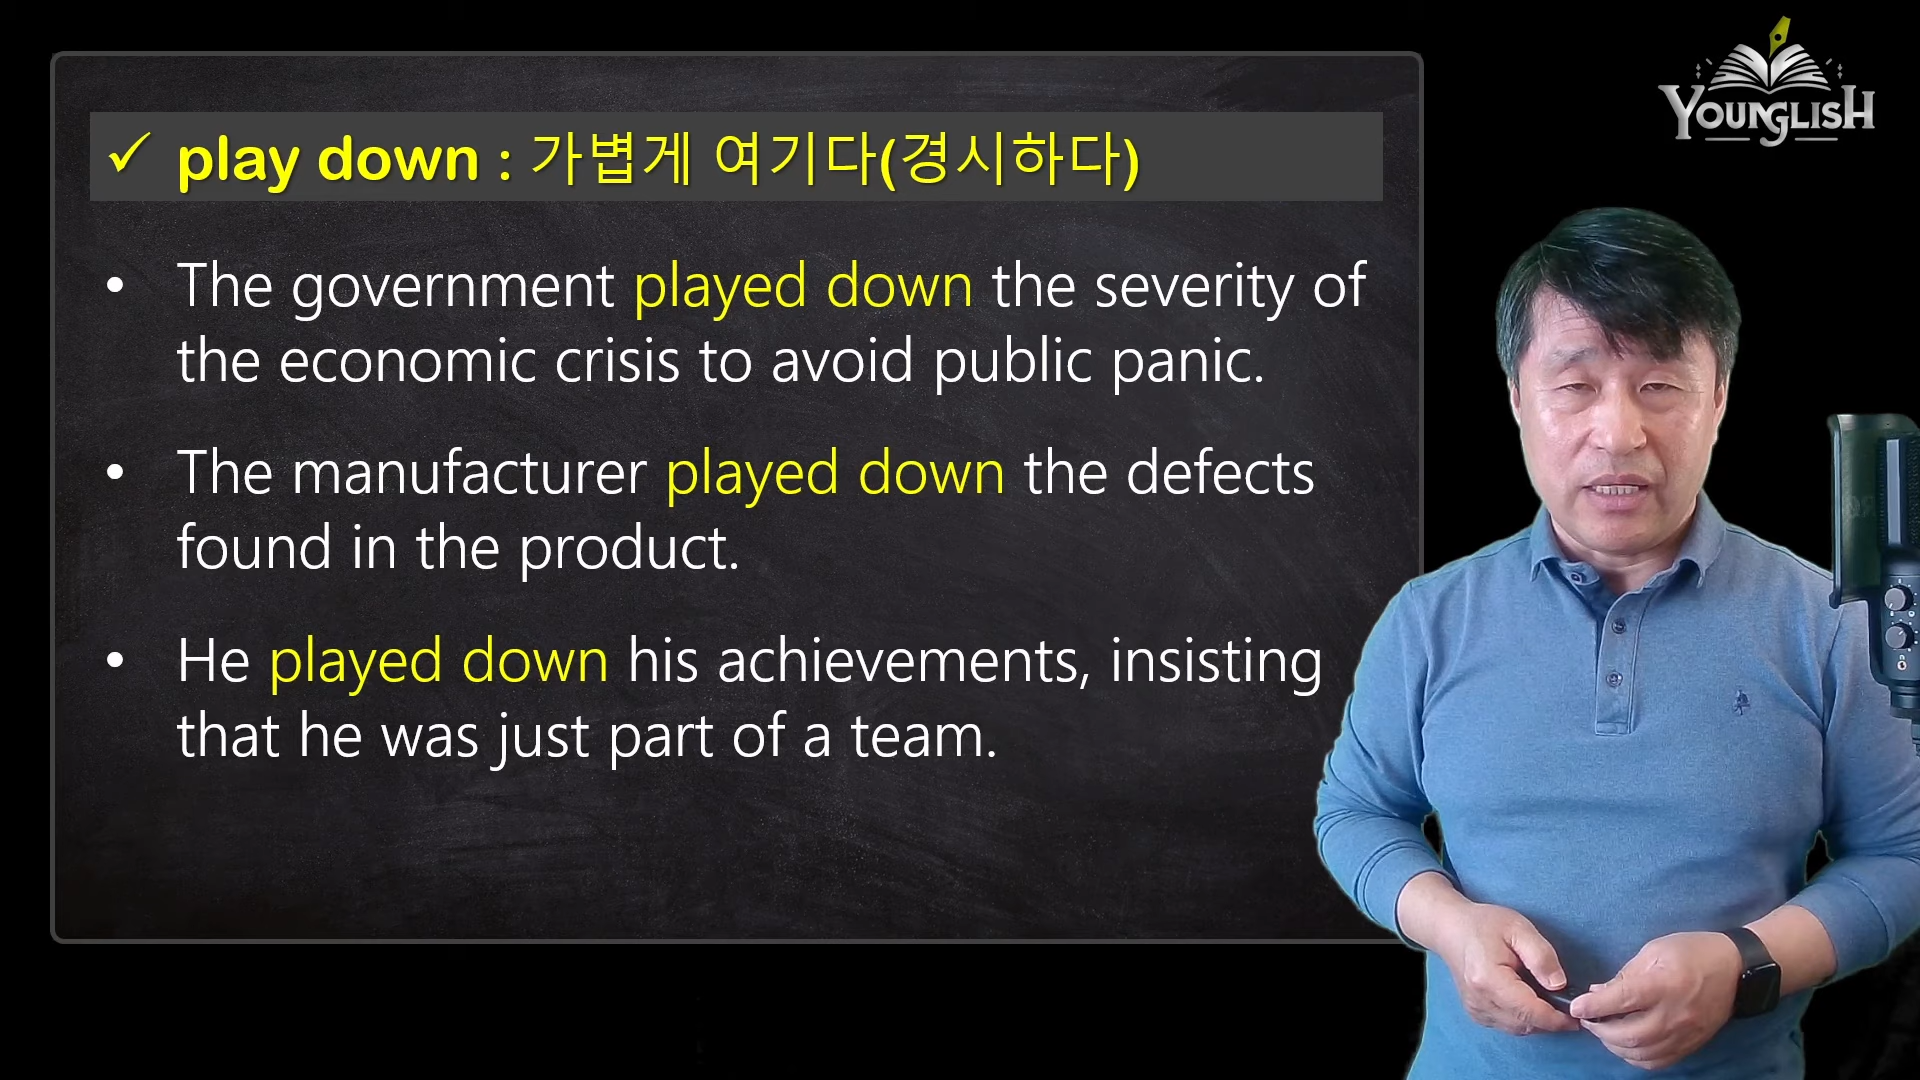 YOUNGLISH
✓ play down : 가볍게 여기다(경시하다)
• The government played down the severity of
the economic crisis to avoid public panic.
• The manufacturer played down the defects
found in the product.
• He played down his achievements, insisting
that he was just part of a team.